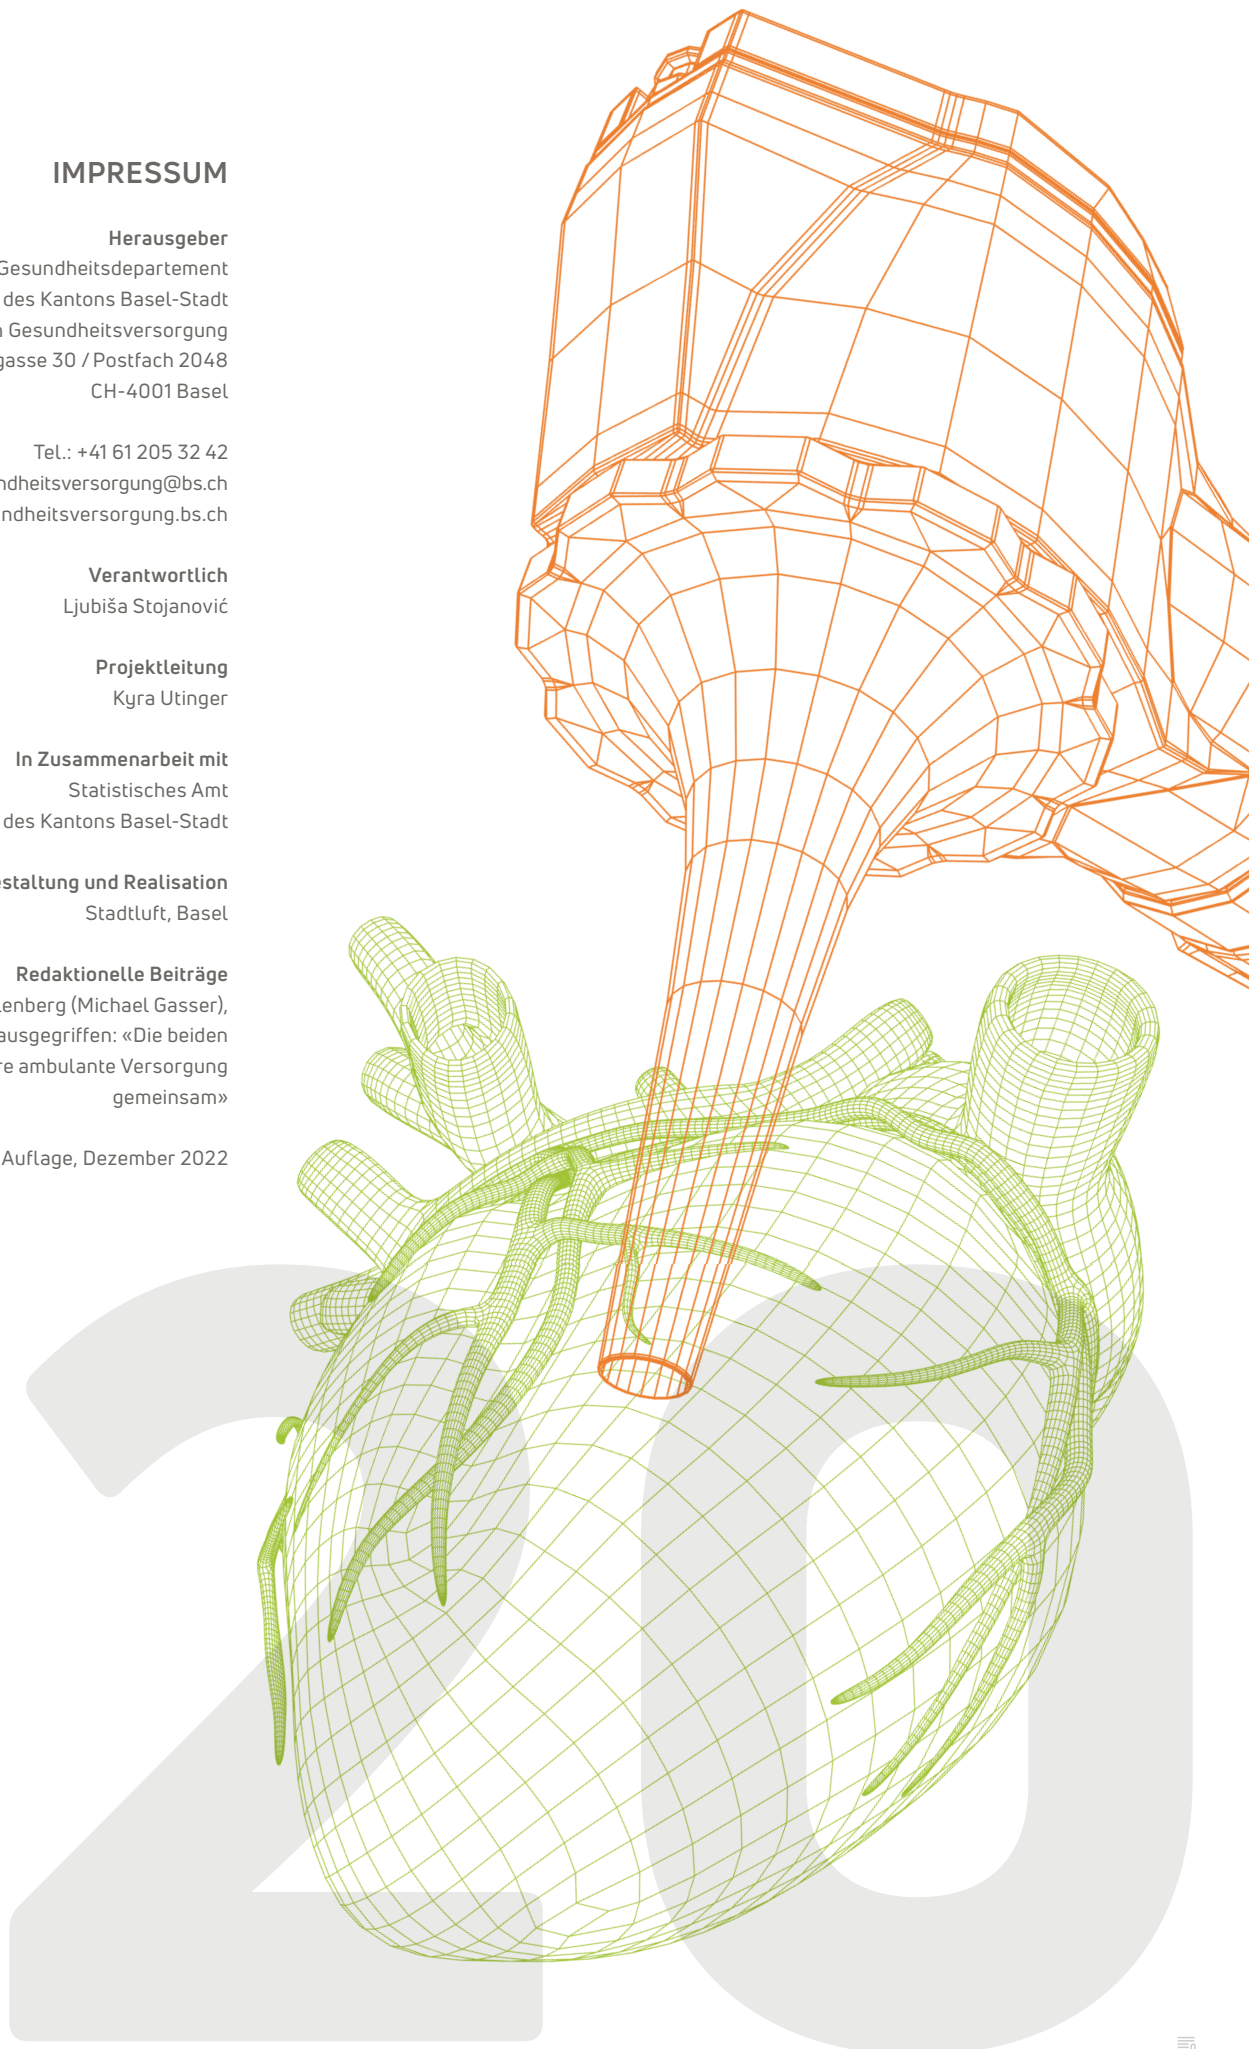 IMPRESSUM
Herausgeber
Gesundheitsdepartement
des Kantons Basel-Stadt
Gesundheitsversorgung
30 / Postfach 2048
CH-4001 Basel
Tel.: +41 61 205 32 42
ndheitsversorgung@bs.ch
ndheitsversorgung.bs.ch
Verantwortlich
Ljubiša Stojanović
Projektleitung
Kyra Utinger
In Zusammenarbeit mit
Statistisches Amt
des Kantons Basel-Stadt
estaltung und Realisation
Stadtluft, Basel
Redaktionelle Beiträge
lenberg (Michael Gasser),
ausgegriffen: «Die beiden
re ambulante Versorgung
gemeinsam»
Auflage, Dezember 2022
20